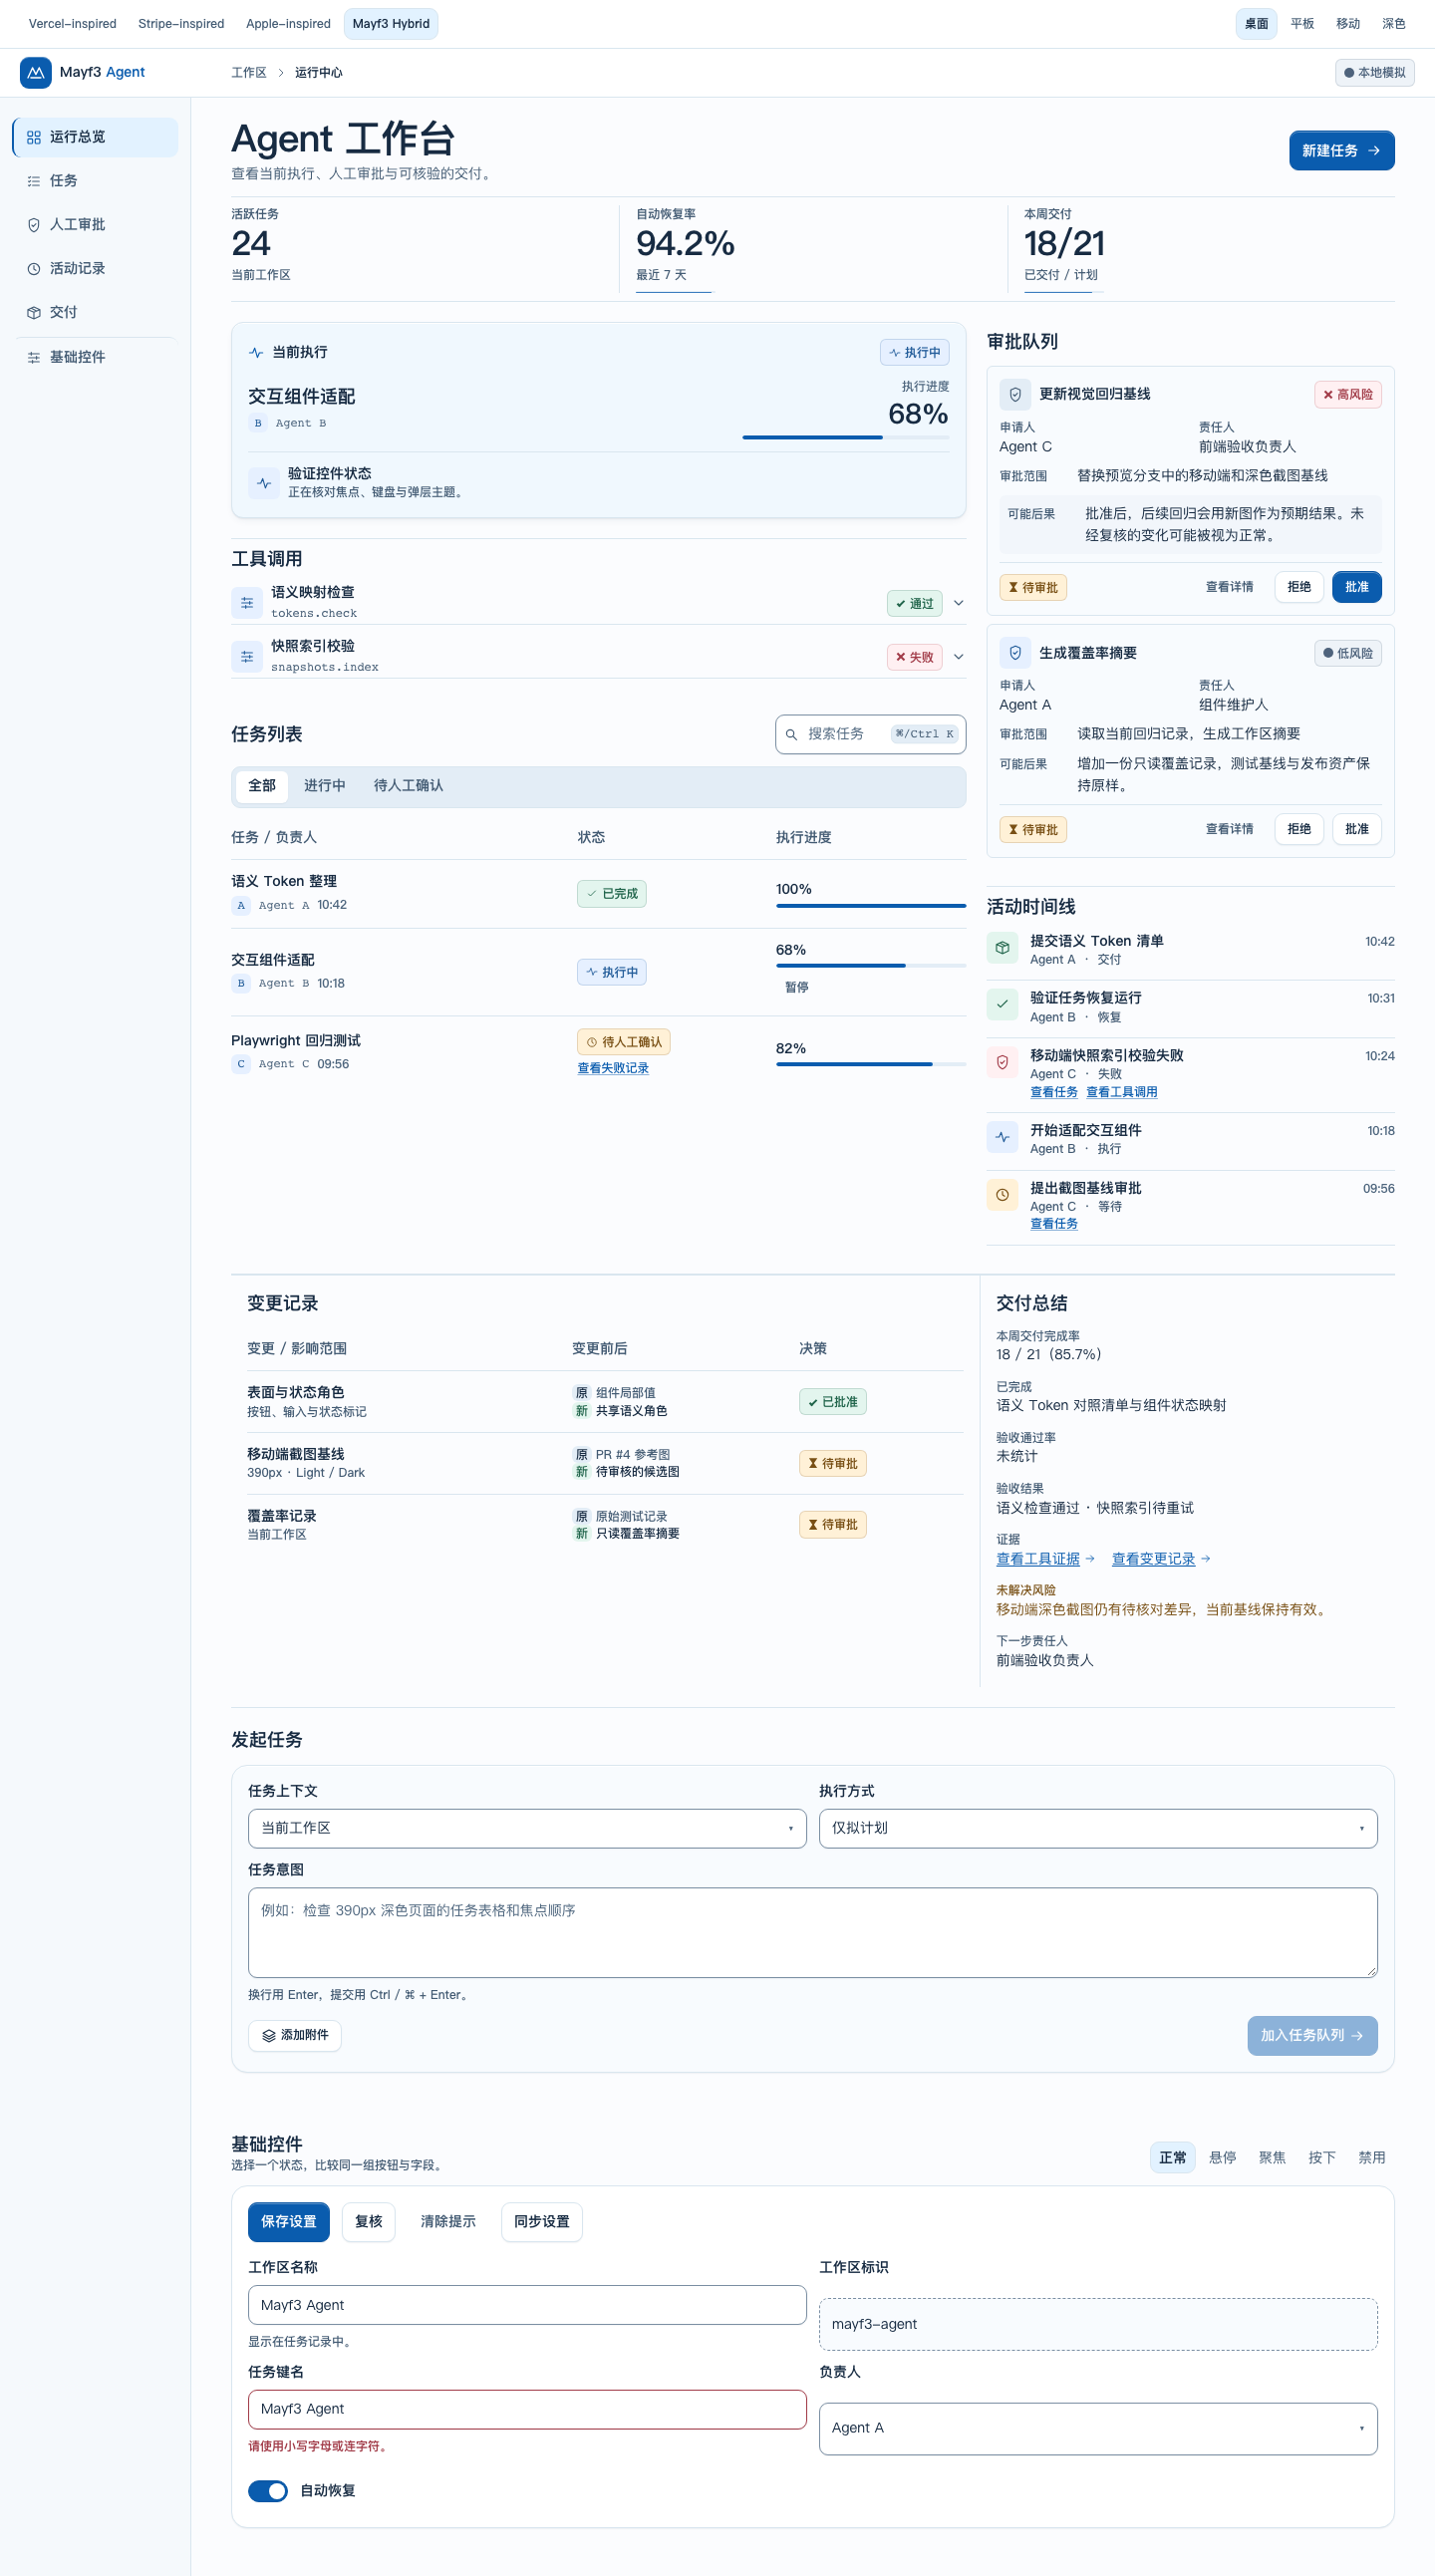 Vercel-inspired
Stripe-inspired
Apple-inspired
Mayf3 Hybrid
桌面
平板
移动
深色
Mayf3 Agent
工作区
运行中心
本地模拟
运行总览
任务
人工审批
活动记录
交付
基础控件
Agent 工作台
查看当前执行、人工审批与可核验的交付。
新建任务
活跃任务
24
当前工作区
自动恢复率
94.2%
最近 7 天
本周交付
18/21
已交付 / 计划
当前执行
执行中
交互组件适配
B Agent B
执行进度
68%
验证控件状态
正在核对焦点、键盘与弹层主题。
工具调用
语义映射检查
tokens.check
通过
快照索引校验
snapshots.index
失败
任务列表
搜索任务
⌘/Ctrl K
全部
进行中
待人工确认
任务 / 负责人
状态
执行进度
语义 Token 整理
A Agent A 10:42
已完成
100%
交互组件适配
B Agent B 10:18
执行中
68%
暂停
Playwright 回归测试
C Agent C 09:56
待人工确认
查看失败记录
82%
审批队列
更新视觉回归基线
高风险
申请人
Agent C
责任人
前端验收负责人
审批范围
替换预览分支中的移动端和深色截图基线
可能后果
批准后，后续回归会用新图作为预期结果。未
经复核的变化可能被视为正常。
待审批
查看详情
拒绝
批准
生成覆盖率摘要
低风险
申请人
Agent A
责任人
组件维护人
审批范围
读取当前回归记录，生成工作区摘要
可能后果
增加一份只读覆盖记录，测试基线与发布资产保
持原样。
待审批
查看详情
拒绝
批准
活动时间线
提交语义 Token 清单
10:42
Agent A · 交付
验证任务恢复运行
10:31
Agent B · 恢复
移动端快照索引校验失败
10:24
Agent C · 失败
查看任务 查看工具调用
开始适配交互组件
10:18
Agent B · 执行
提出截图基线审批
09:56
Agent C · 等待
查看任务
变更记录
变更 / 影响范围
变更前后
决策
表面与状态角色
按钮、输入与状态标记
原 组件局部值
新 共享语义角色
已批准
移动端截图基线
390px · Light / Dark
原 PR #4 参考图
新 待审核的候选图
待审批
覆盖率记录
当前工作区
原 原始测试记录
新 只读覆盖率摘要
待审批
交付总结
本周交付完成率
18 / 21（85.7%）
已完成
语义 Token 对照清单与组件状态映射
验收通过率
未统计
验收结果
语义检查通过 · 快照索引待重试
证据
查看工具证据
查看变更记录
未解决风险
移动端深色截图仍有待核对差异，当前基线保持有效。
下一步责任人
前端验收负责人
发起任务
任务上下文
当前工作区
执行方式
仅拟计划
任务意图
例如：检查 390px 深色页面的任务表格和焦点顺序
换行用 Enter，提交用 Ctrl / ⌘ + Enter。
添加附件
加入任务队列
基础控件
选择一个状态，比较同一组按钮与字段。
正常
悬停
聚焦
按下
禁用
保存设置
复核
清除提示
同步设置
工作区名称
Mayf3 Agent
显示在任务记录中。
工作区标识
mayf3-agent
任务键名
Mayf3 Agent
请使用小写字母或连字符。
负责人
Agent A
自动恢复